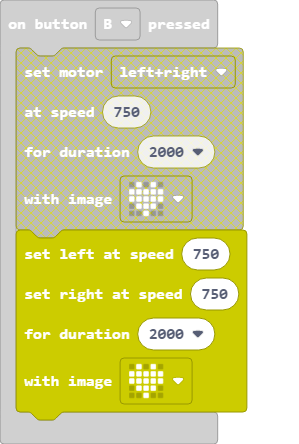 on button B pressed
set motor left+right
at speed 750
for duration 2000
with image
set left at speed 750
set right at speed 750
for duration 2000
with image